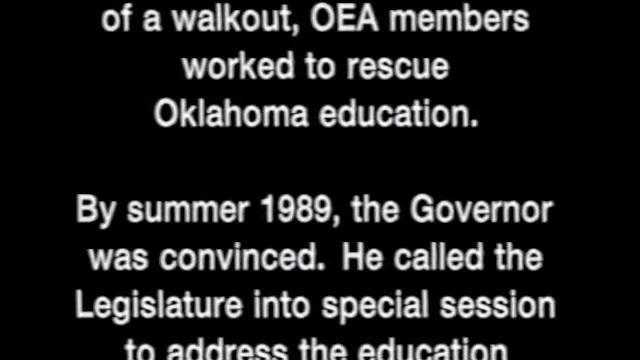 of a walkout, OEA members
worked to rescue
Oklahoma education.
By summer 1989, the Governor
was convinced. He called the
Legislature into special session
to address the education